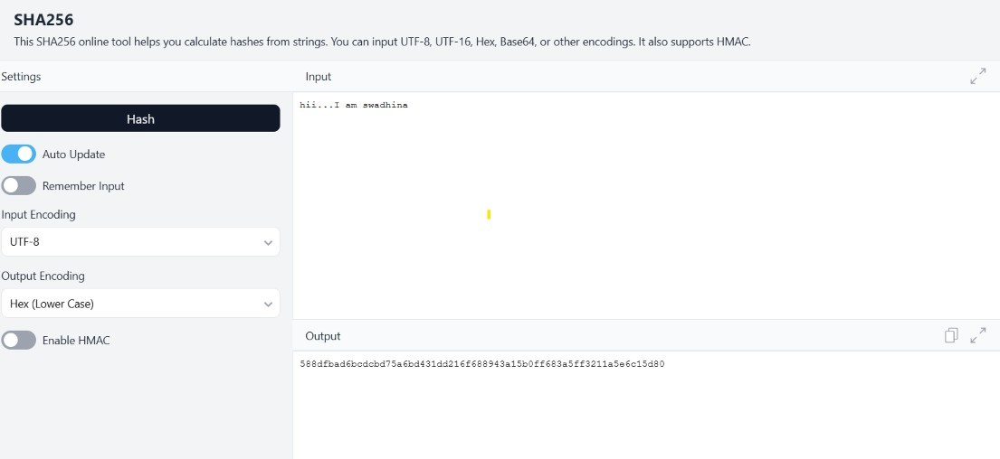 SHA256
This SHA256 online tool helps you calculate hashes from strings. You can input UTF-8, UTF-16, Hex, Base64, or other encodings. It also supports HMAC.
Settings
Hash
Auto Update
Remember Input
Input Encoding
UTF-8
Output Encoding
Hex (Lower Case)
Enable HMAC
Input
hii...I am swadhina
Output
588dfbad6bcdcbd75a6bd431dd216f688943a15b0ff683a5ff3211a5e6c15d80